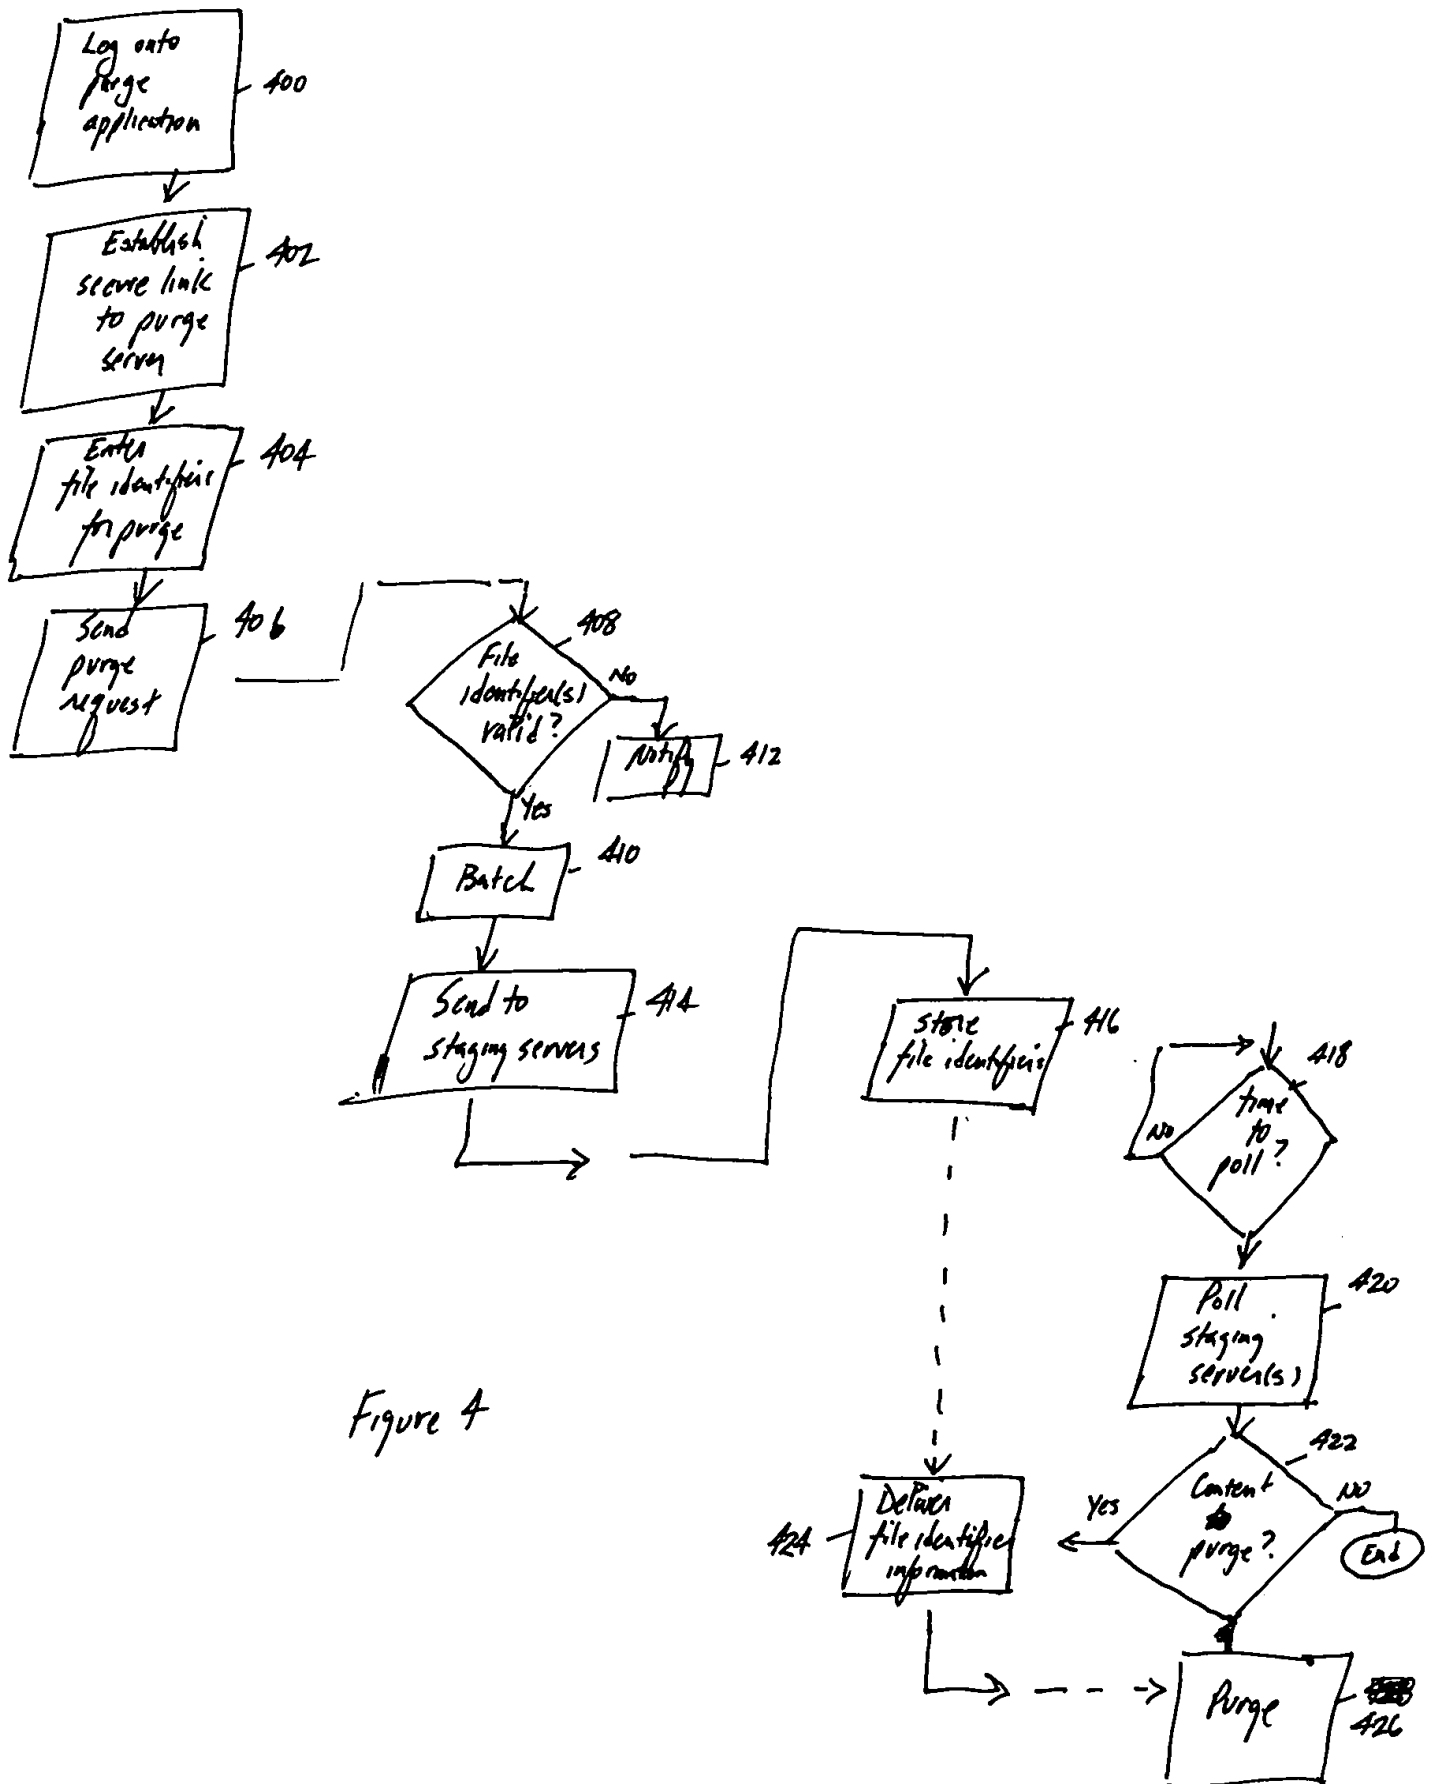 Log onto
purge
application
400
Establish
secure link
to purge
server
402
Enter
file identifiers
for purge
404
Send
purge
request
406
File
identifier(s)
valid?
408
No
Notify
412
Yes
Batch
410
Send to
staging servers
414
Store
file identifiers
416
Time
to
poll?
418
No
Poll
staging
server(s)
420
Content
to
purge?
422
Yes
No
End
Deliver
file identifier
information
424
Purge
426
Figure 4